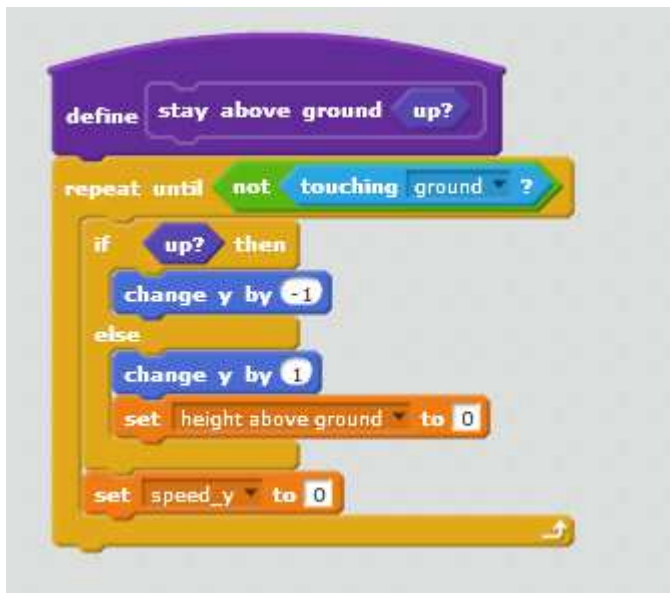 define stay above ground up?
repeat until not touching ground ?
if up? then
change y by -1
else
change y by 1
set height above ground to 0
set speed_y to 0